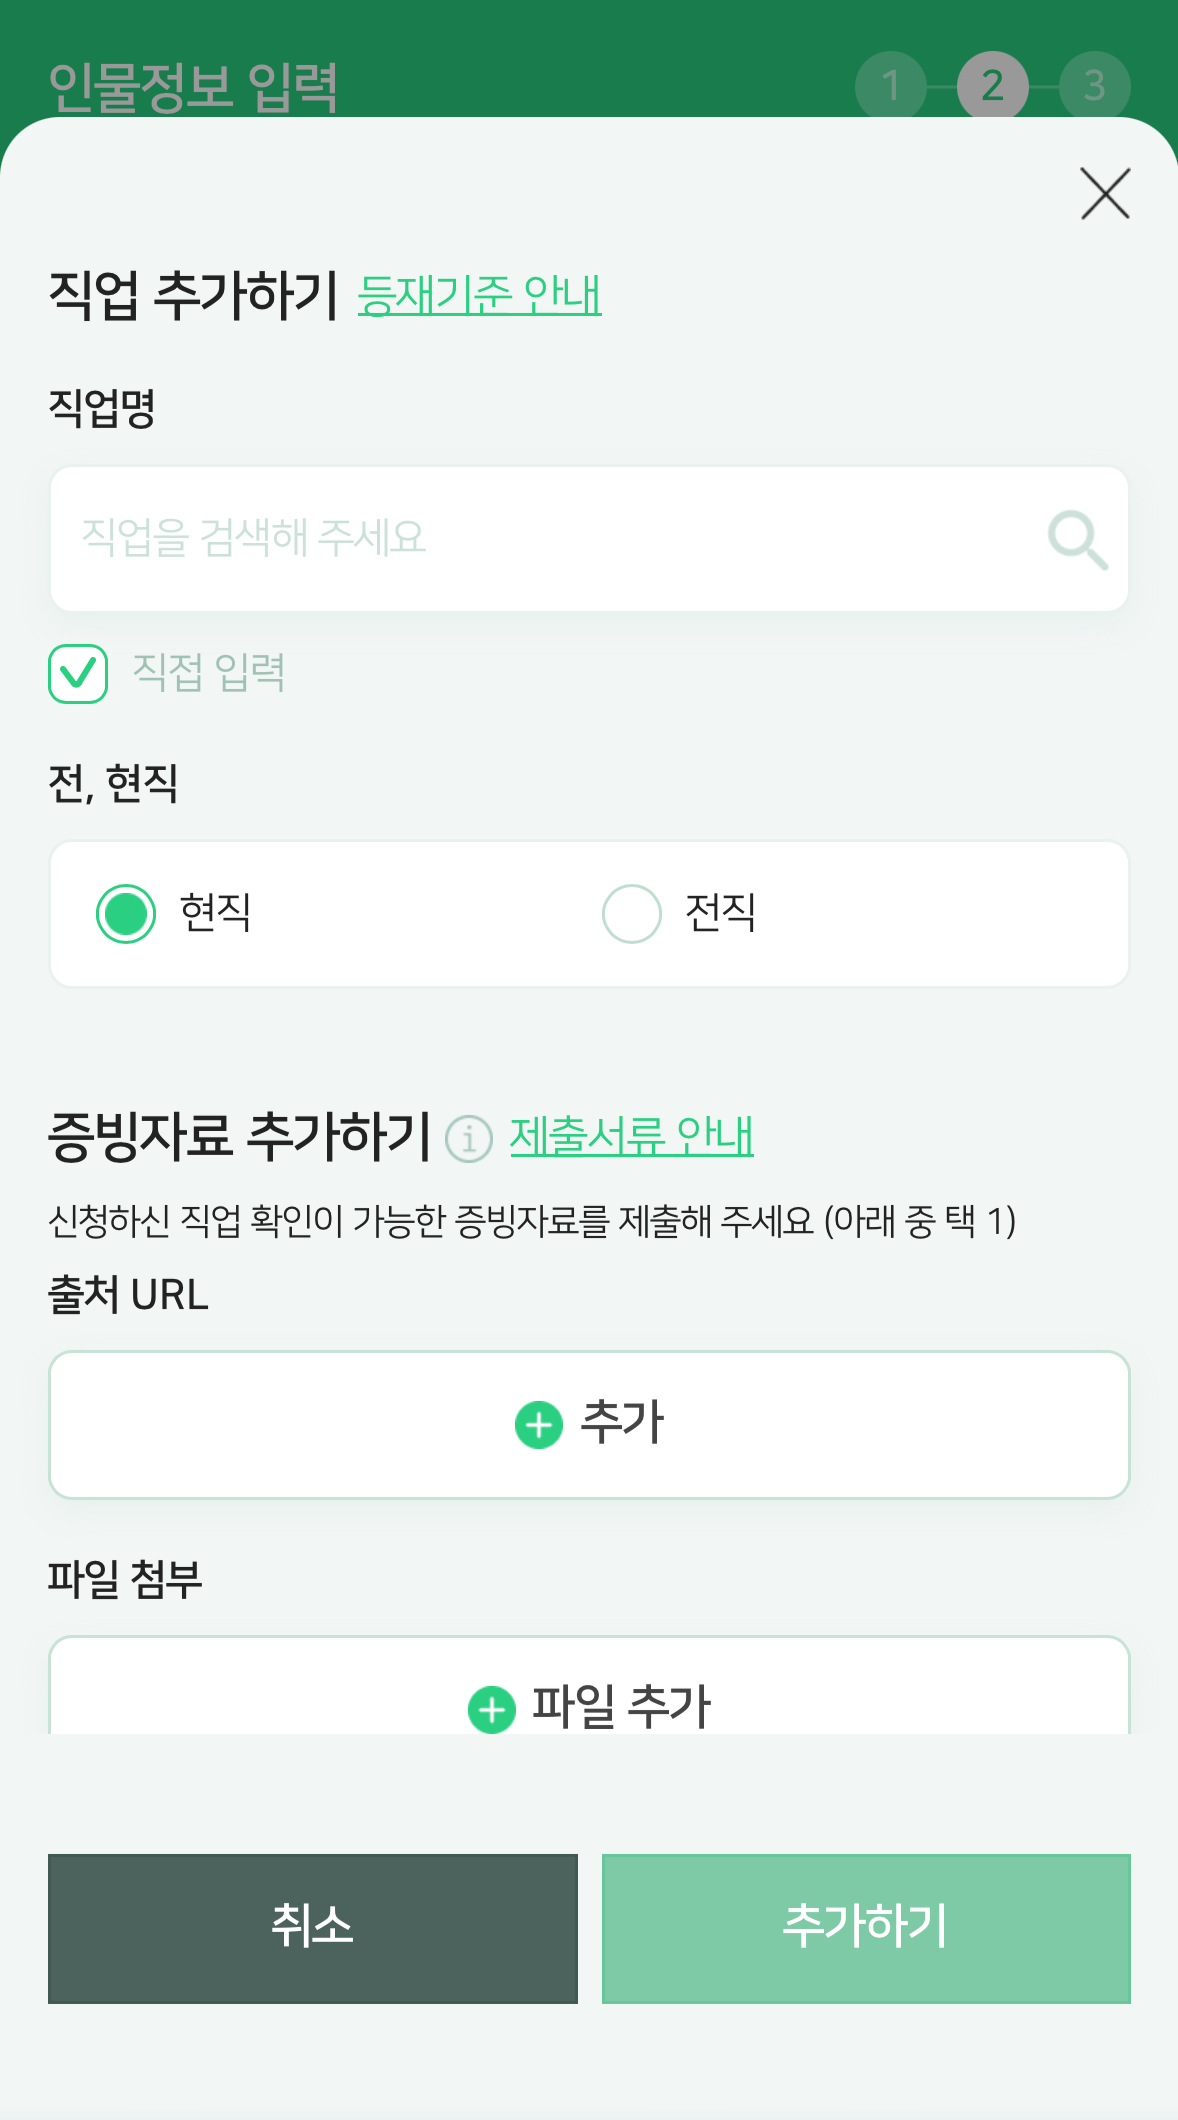 인물정보 입력
1 2 3
직업 추가하기 등재기준 안내
직업명
직업을 검색해 주세요
직접 입력
전, 현직
현직 전직
증빙자료 추가하기 i 제출서류 안내
신청하신 직업 확인이 가능한 증빙자료를 제출해 주세요 (아래 중 택 1)
출처 URL
추가
파일 첨부
파일 추가
취소 추가하기